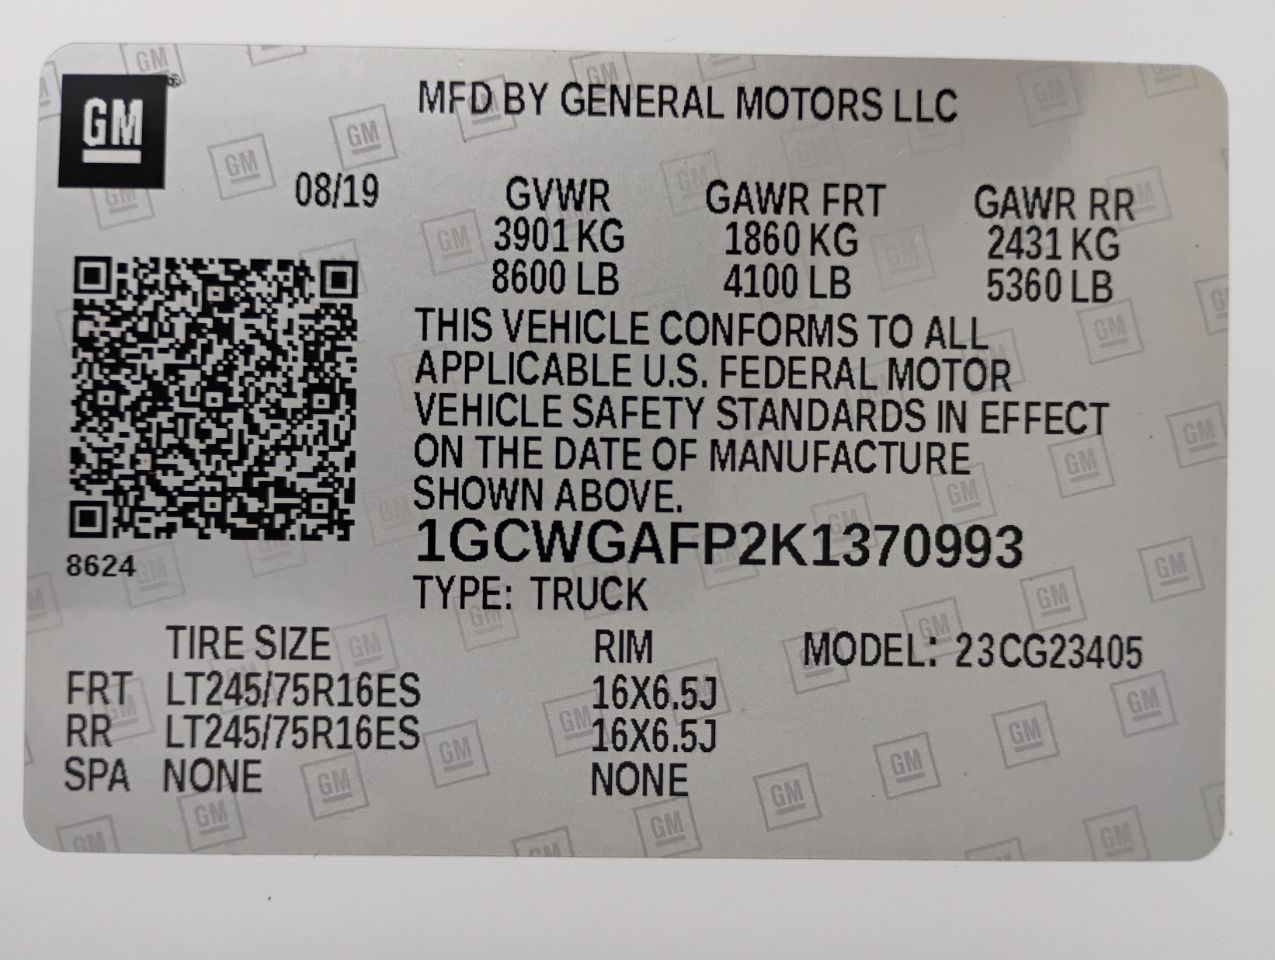 GM
MFD BY GENERAL MOTORS LLC
08/19
GVWR GAWR FRT GAWR RR
3901 KG 1860 KG 2431 KG
8600 LB 4100 LB 5360 LB
THIS VEHICLE CONFORMS TO ALL
APPLICABLE U.S. FEDERAL MOTOR
VEHICLE SAFETY STANDARDS IN EFFECT
ON THE DATE OF MANUFACTURE
SHOWN ABOVE.
1GCWGAFP2K1370993
8624
TYPE: TRUCK
TIRE SIZE RIM MODEL: 23CG23405
FRT LT245/75R16ES 16X6.5J
RR LT245/75R16ES 16X6.5J
SPA NONE NONE